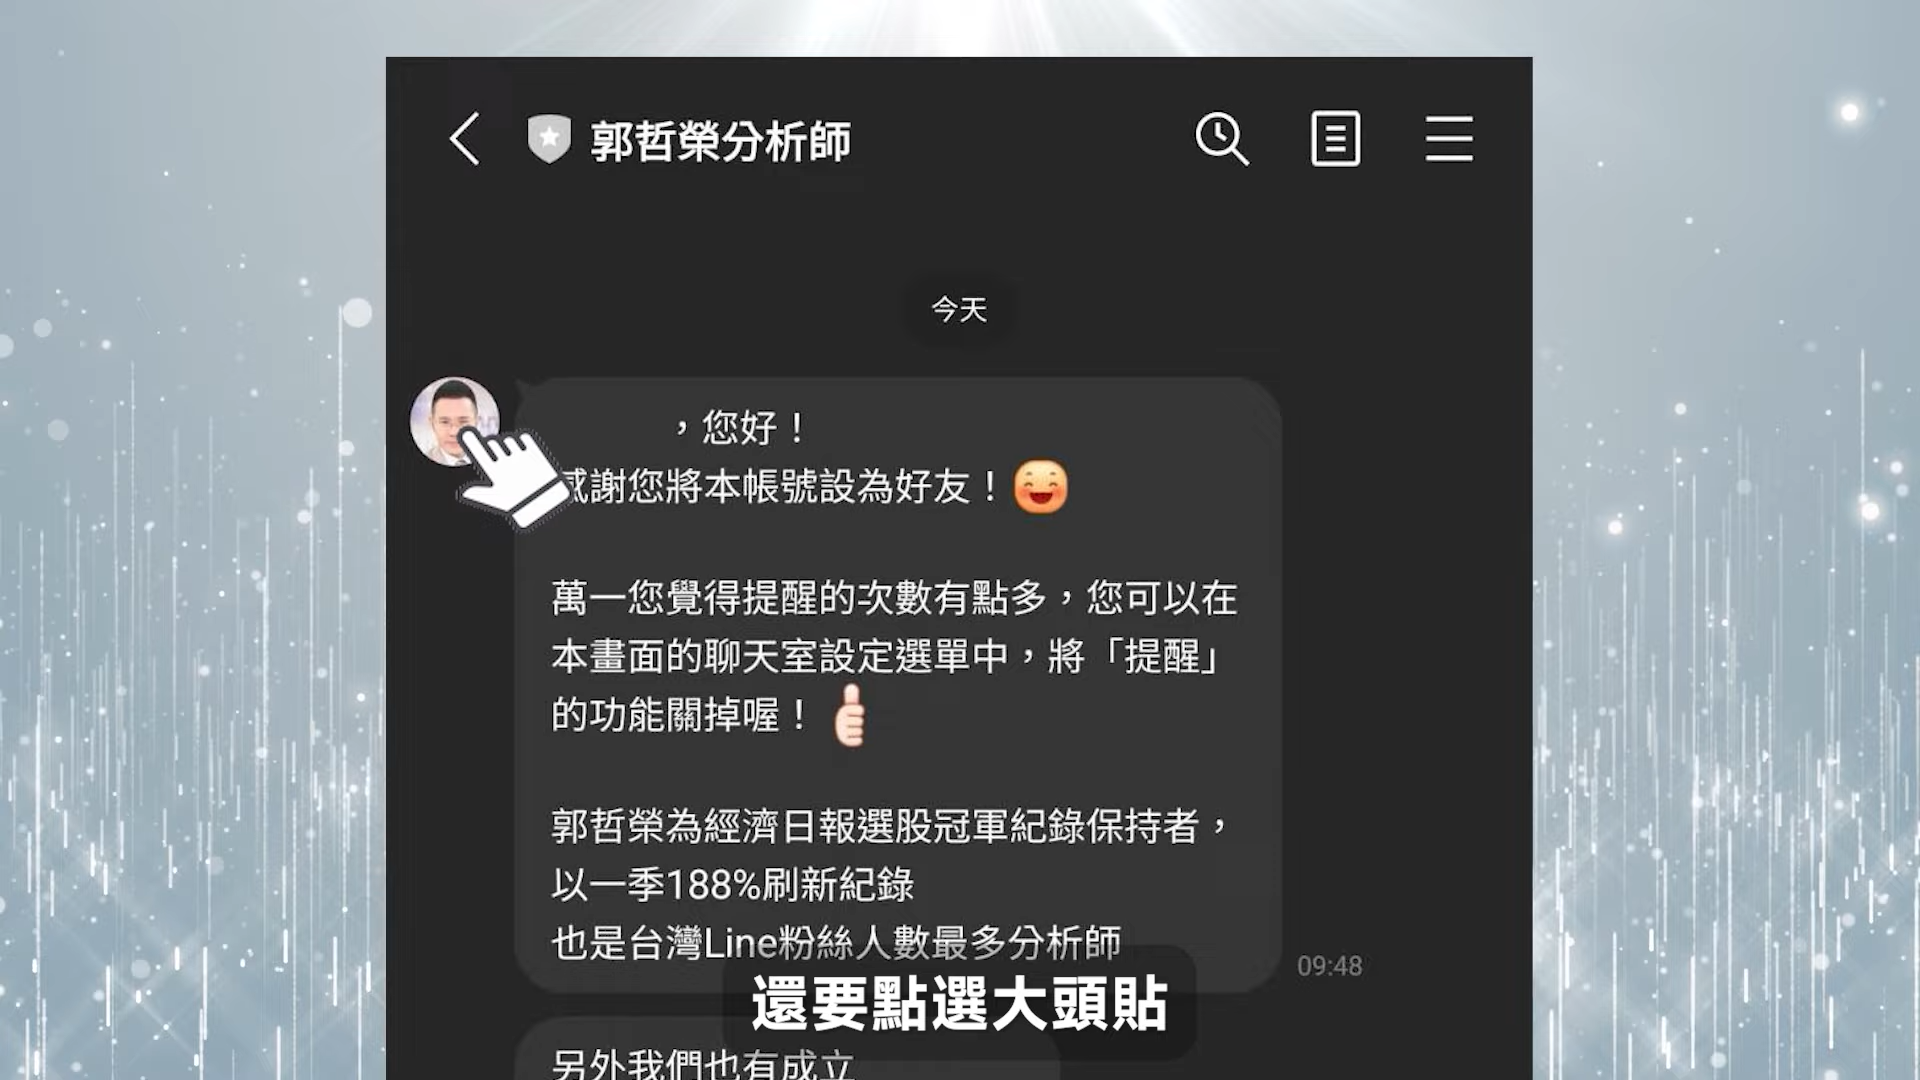 郭哲榮分析師
今天
，您好！
感謝您將本帳號設為好友！
萬一您覺得提醒的次數有點多，您可以在
本畫面的聊天室設定選單中，將「提醒」
的功能關掉喔！
郭哲榮為經濟日報選股冠軍紀錄保持者，
以一季188%刷新紀錄
也是台灣Line粉絲人數最多分析師
09:48
還要點選大頭貼
另外我們也有成立